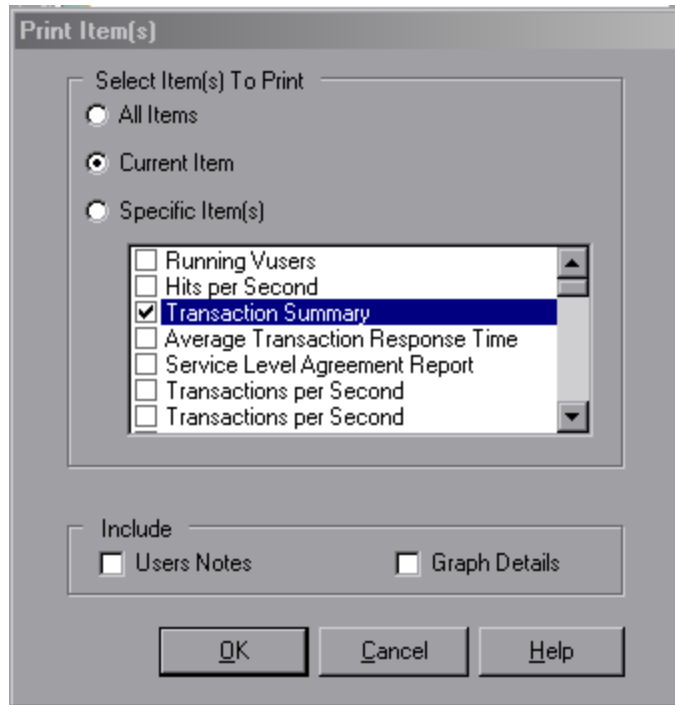 Print Item(s)
Select Item(s) To Print
All Items
Current Item
Specific Item(s)
Running Vusers
Hits per Second
Transaction Summary
Average Transaction Response Time
Service Level Agreement Report
Transactions per Second
Transactions per Second
Include
Users Notes Graph Details
OK Cancel Help